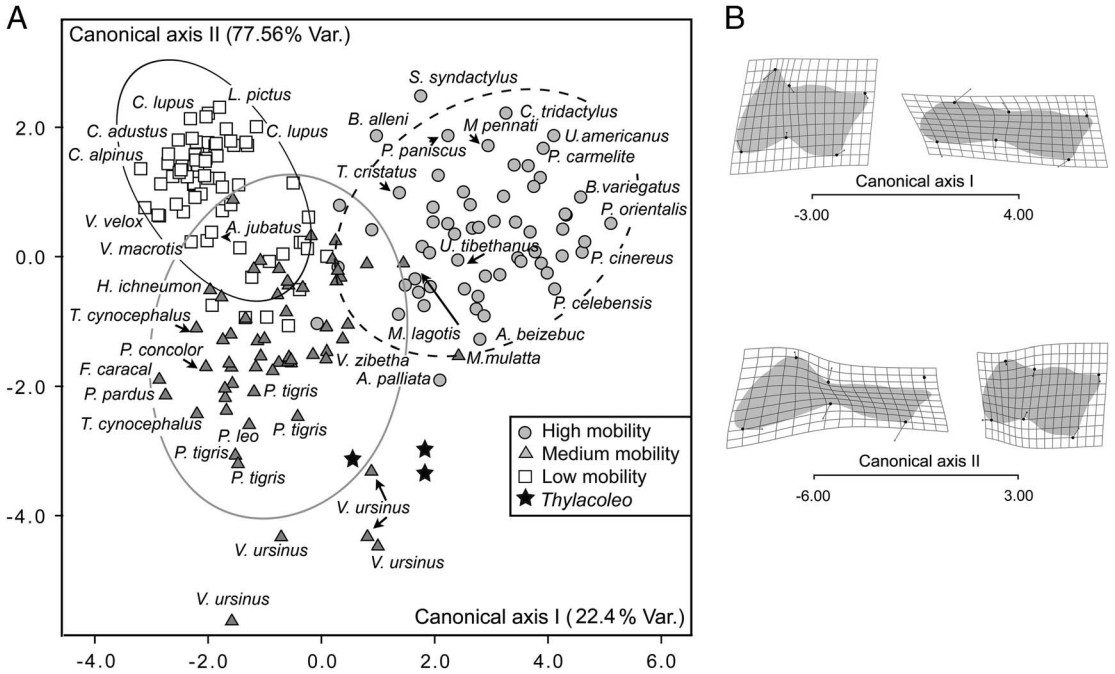 A
B
Canonical axis II (77.56% Var.)
S. syndactylus
C. lupus
L. pictus
C. tridactylus
B. alleni
M pennati
C. adustus
C. lupus
U.americanus
P. paniscus
C. alpinus
P. carmelite
T. cristatus
B.variegatus
V. velox
A. jubatus
P. orientalis
V. macrotis
U. tibethanus
P. cinereus
H. ichneumon
P. celebensis
T. cynocephalus
M. lagotis
A. beizebuc
P. concolor
V. zibetha
M.mulatta
F. caracal
A. palliata
P. pardus
P. tigris
T. cynocephalus
P. leo
P. tigris
P. tigris
P. tigris
V. ursinus
V. ursinus
V. ursinus
V. ursinus
High mobility
Medium mobility
Low mobility
Thylacoleo
Canonical axis I (22.4% Var.)
2.0
0.0
-2.0
-4.0
-4.0
-2.0
0.0
2.0
4.0
6.0
Canonical axis I
-3.00
4.00
Canonical axis II
-6.00
3.00